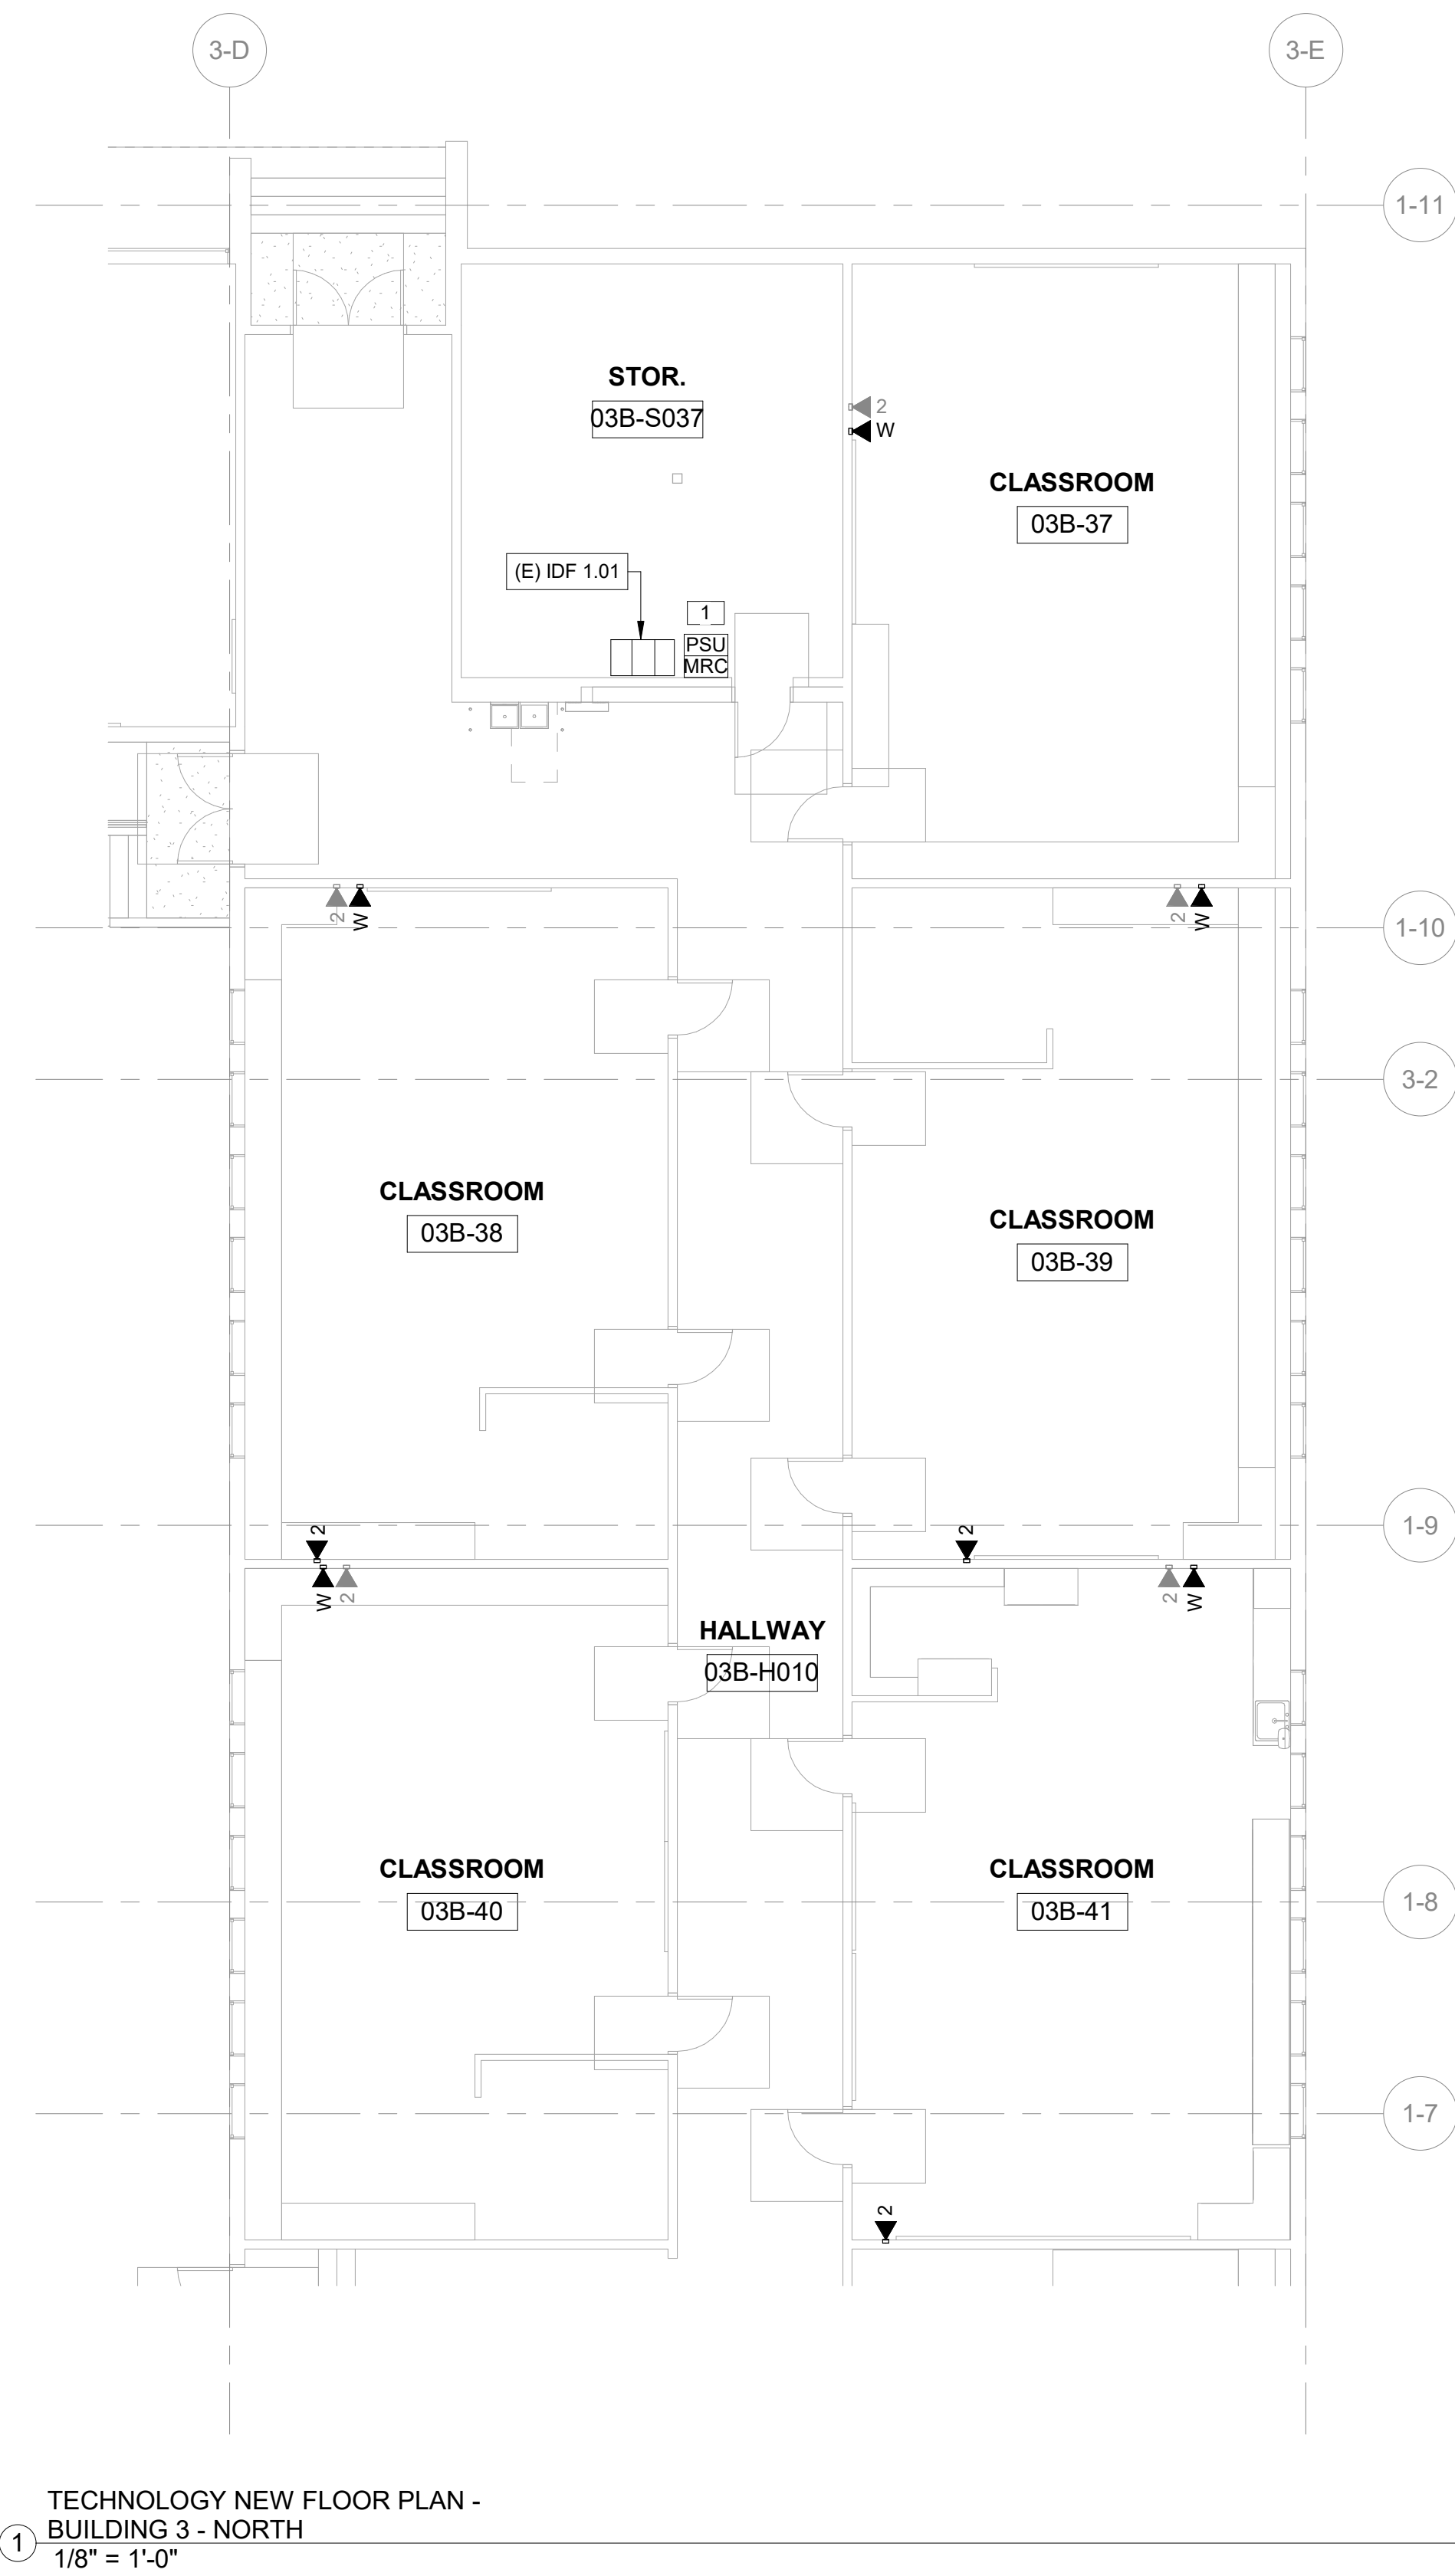 3-D
3-E
1-11
STOR.
03B-S037
2
W
CLASSROOM
03B-37
(E) IDF 1.01
1
PSU
MRC
2
W
2
W
1-10
3-2
CLASSROOM
03B-38
CLASSROOM
03B-39
2
2
1-9
W
2
2
W
HALLWAY
03B-H010
CLASSROOM
03B-40
CLASSROOM
03B-41
1-8
1-7
2
TECHNOLOGY NEW FLOOR PLAN -
BUILDING 3 - NORTH
1
1/8" = 1'-0"